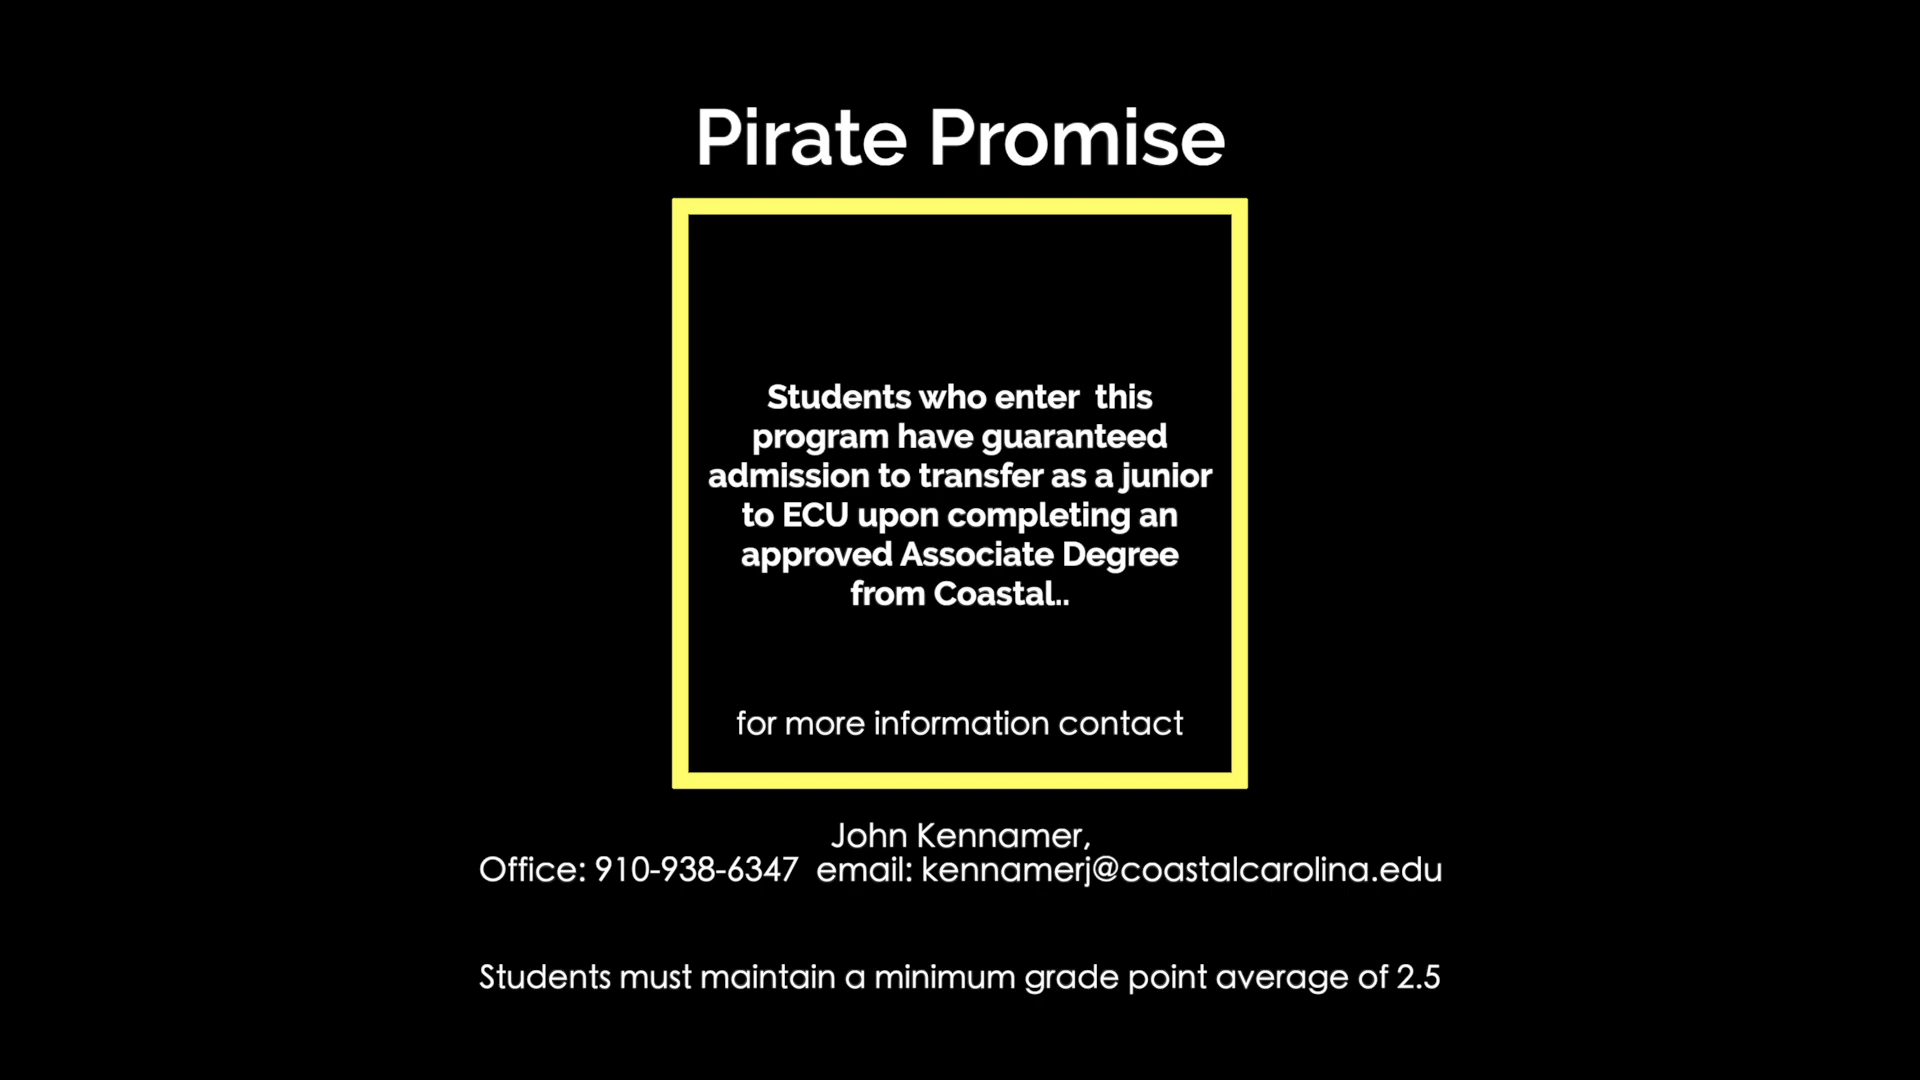 Pirate Promise
Students who enter  this
program have guaranteed
admission to transfer as a junior
to ECU upon completing an
approved Associate Degree
from Coastal..
for more information contact
John Kennamer,
Office: 910-938-6347  email: kennamerj@coastalcarolina.edu
Students must maintain a minimum grade point average of 2.5